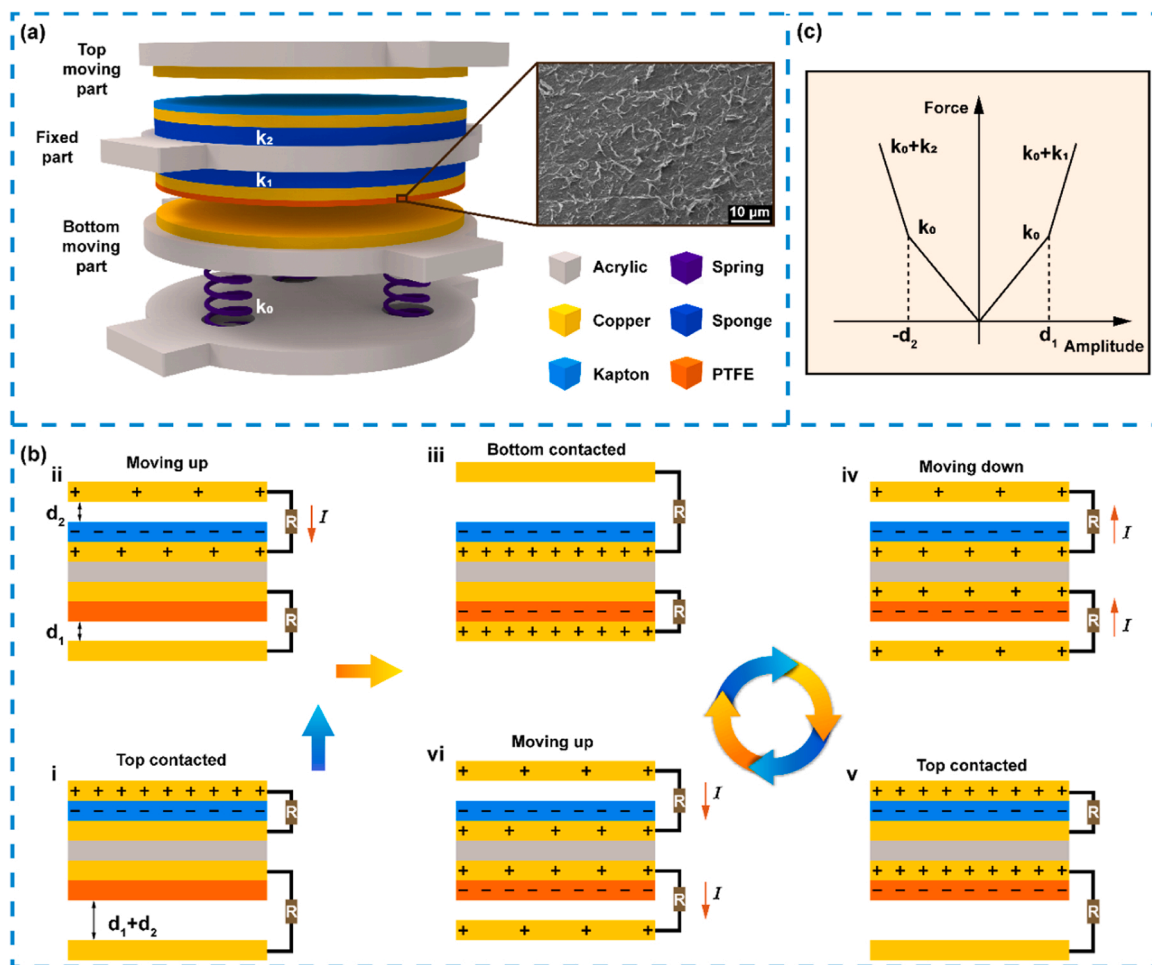 (a)
Top
moving
part
Fixed
part
Bottom
moving
part
k₂
k₁
k₀
10 μm
Acrylic
Spring
Copper
Sponge
Kapton
PTFE
(c)
Force
k₀+k₂
k₀+k₁
k₀
k₀
-d₂
d₁
Amplitude
(b)
ii
Moving up
+ + + +
d₂
R
I
− − − − − − − − −
+ + + + +
d₁
R
iii
Bottom contacted
R
− − − − − − − − −
+ + + + + + + + +
− − − − − − − − −
R
+ + + + + + + + +
iv
Moving down
+ + + +
R
I
− − − − − − − − −
+ + + + +
+ + + + +
R
I
− − − − − − − − −
+ + + +
i
Top contacted
+ + + + + + + + +
R
− − − − − − − − −
R
d₁+d₂
vi
Moving up
+ + + +
R
I
− − − − − − − − −
+ + + + +
+ + + + +
R
I
− − − − − − − − −
+ + + +
v
Top contacted
+ + + + + + + + +
R
− − − − − − − − −
+ + + + + + + + +
− − − − − − − − −
R